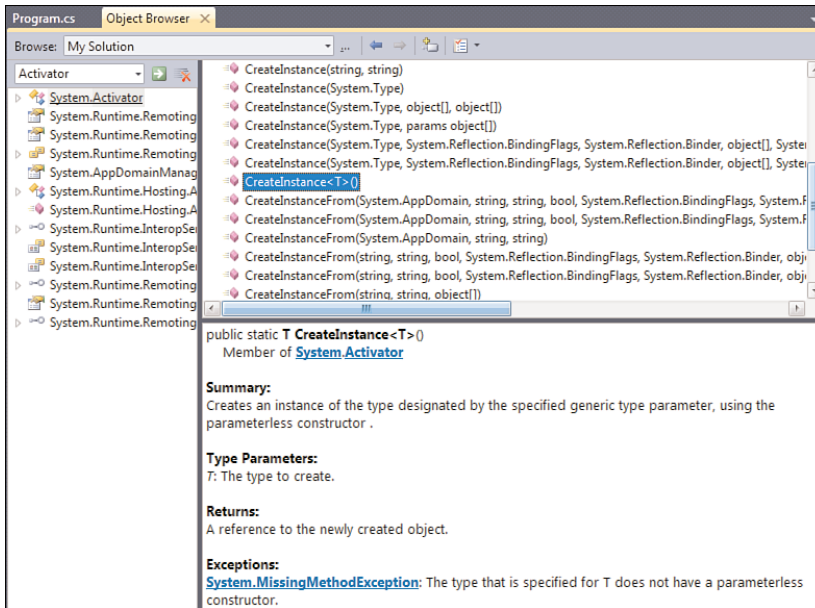 Program.cs
Object Browser
Browse: My Solution
...
Activator
System.Activator
System.Runtime.Remoting
System.Runtime.Remoting
System.Runtime.Remoting
System.AppDomainManag
System.Runtime.Hosting.A
System.Runtime.Hosting.A
System.Runtime.InteropSe
System.Runtime.InteropSe
System.Runtime.InteropSe
System.Runtime.Remoting
System.Runtime.Remoting
System.Runtime.Remoting
CreateInstance(string, string)
CreateInstance(System.Type)
CreateInstance(System.Type, object[], object[])
CreateInstance(System.Type, params object[])
CreateInstance(System.Type, System.Reflection.BindingFlags, System.Reflection.Binder, object[], Syste
CreateInstance(System.Type, System.Reflection.BindingFlags, System.Reflection.Binder, object[], Syste
CreateInstance<T>()
CreateInstanceFrom(System.AppDomain, string, string, bool, System.Reflection.BindingFlags, System.F
CreateInstanceFrom(System.AppDomain, string, string, bool, System.Reflection.BindingFlags, System.F
CreateInstanceFrom(System.AppDomain, string, string)
CreateInstanceFrom(string, string, bool, System.Reflection.BindingFlags, System.Reflection.Binder, obj
CreateInstanceFrom(string, string, bool, System.Reflection.BindingFlags, System.Reflection.Binder, obj
CreateInstanceFrom(string, string, object[])
public static T CreateInstance<T>()
Member of System.Activator
Summary:
Creates an instance of the type designated by the specified generic type parameter, using the
parameterless constructor .
Type Parameters:
T: The type to create.
Returns:
A reference to the newly created object.
Exceptions:
System.MissingMethodException: The type that is specified for T does not have a parameterless
constructor.